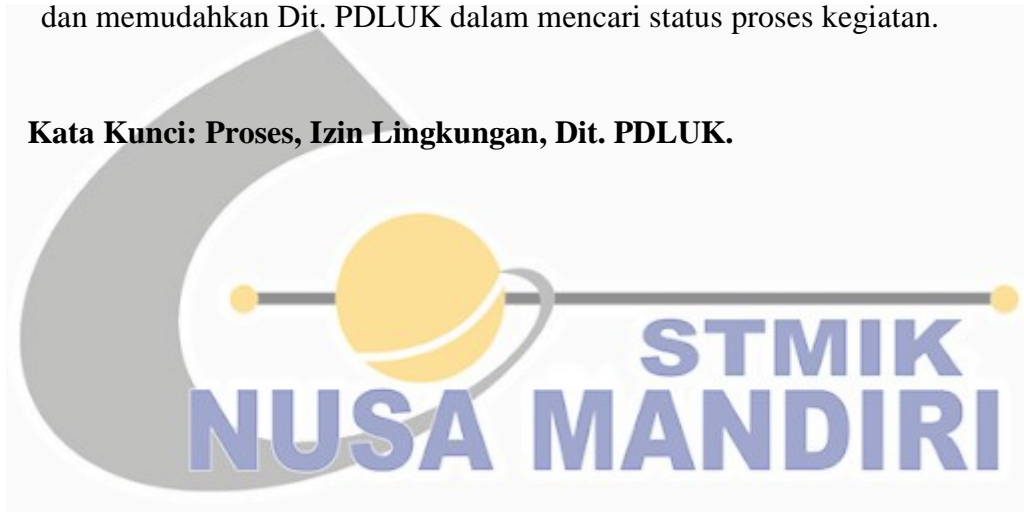 dan memudahkan Dit. PDLUK dalam mencari status proses kegiatan.
Kata Kunci: Proses, Izin Lingkungan, Dit. PDLUK.
STMIK
NUSA MANDIRI